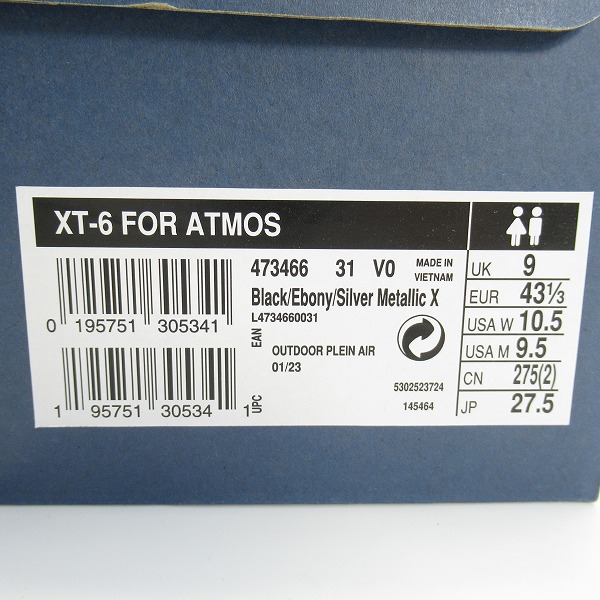 XT-6 FOR ATMOS
473466 31 V0 MADE IN VIETNAM
Black/Ebony/Silver Metallic X
L4734660031
EAN
0 195751 305341
OUTDOOR PLEIN AIR
01/23
5302523724
145464
UPC
1 95751 30534 1
UK 9
EUR 43⅓
USA W 10.5
USA M 9.5
CN 275(2)
JP 27.5